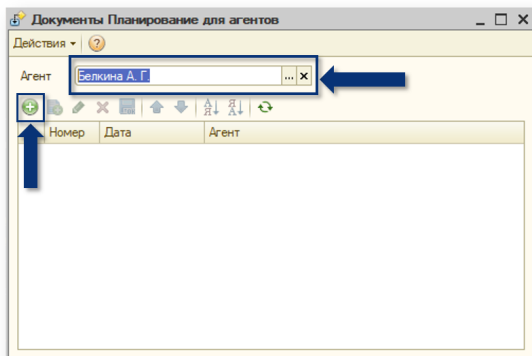 Документы Планирование для агентов
Действия
Агент Белкина А. Г. ...
Номер Дата Агент